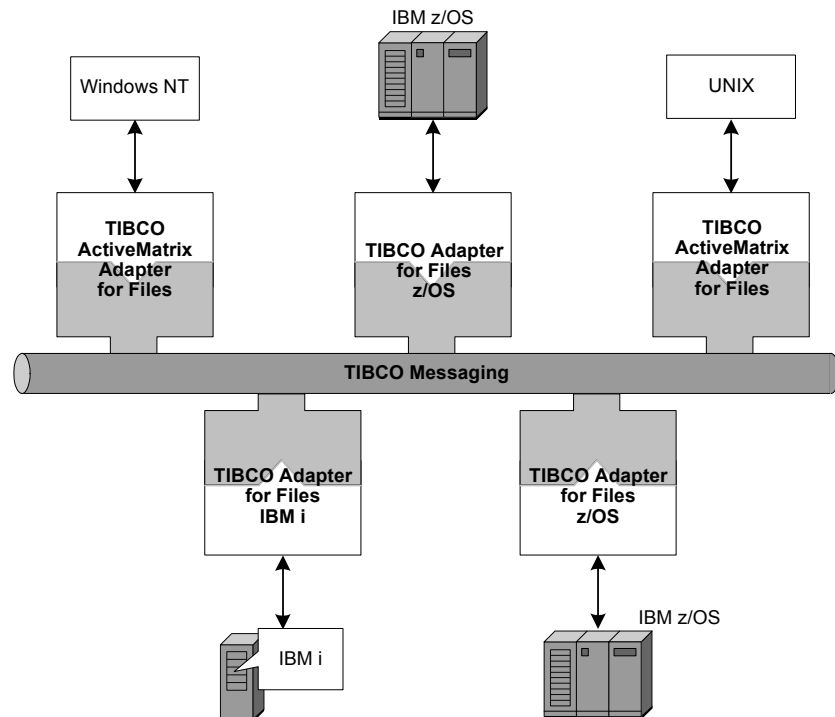 IBM z/OS
Windows NT
UNIX
TIBCO
ActiveMatrix
Adapter
for Files
TIBCO Adapter
for Files
z/OS
TIBCO
ActiveMatrix
Adapter
for Files
TIBCO Messaging
TIBCO Adapter
for Files
IBM i
TIBCO Adapter
for Files
z/OS
IBM i
IBM z/OS